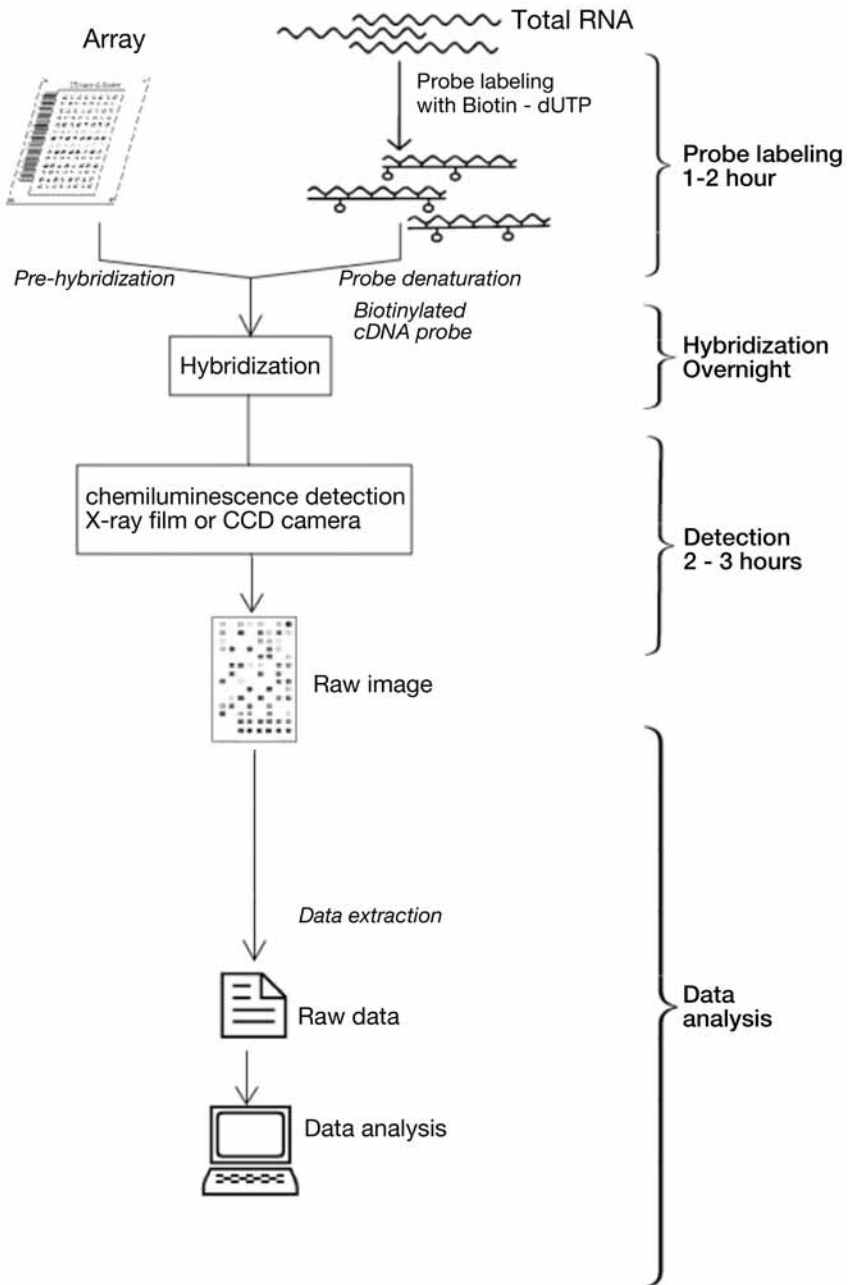 Array
Total RNA
Probe labeling
with Biotin - dUTP
Probe labeling
1-2 hour
Pre-hybridization
Probe denaturation
Biotinylated
cDNA probe
Hybridization
Hybridization
Overnight
chemiluminescence detection
X-ray film or CCD camera
Detection
2 - 3 hours
Raw image
Data extraction
Raw data
Data
analysis
Data analysis